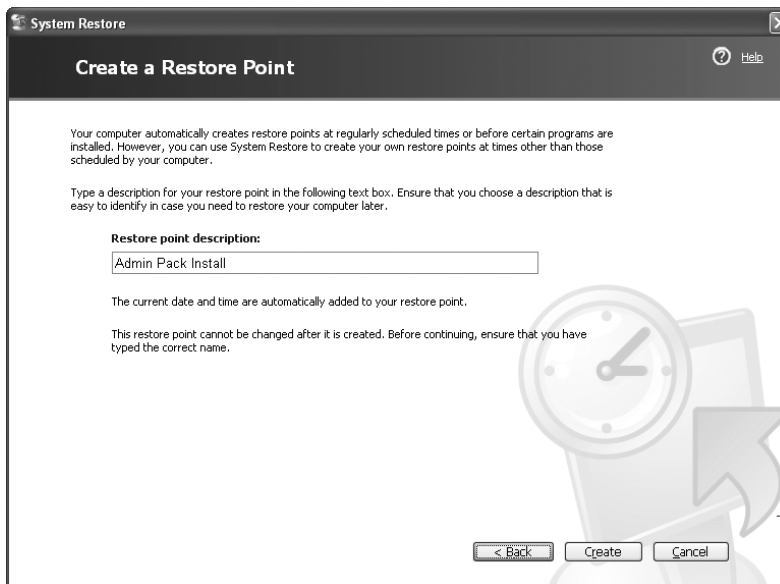 System Restore
Create a Restore Point
Help
Your computer automatically creates restore points at regularly scheduled times or before certain programs are
installed. However, you can use System Restore to create your own restore points at times other than those
scheduled by your computer.
Type a description for your restore point in the following text box. Ensure that you choose a description that is
easy to identify in case you need to restore your computer later.
Restore point description:
Admin Pack Install
The current date and time are automatically added to your restore point.
This restore point cannot be changed after it is created. Before continuing, ensure that you have
typed the correct name.
< Back
Create
Cancel